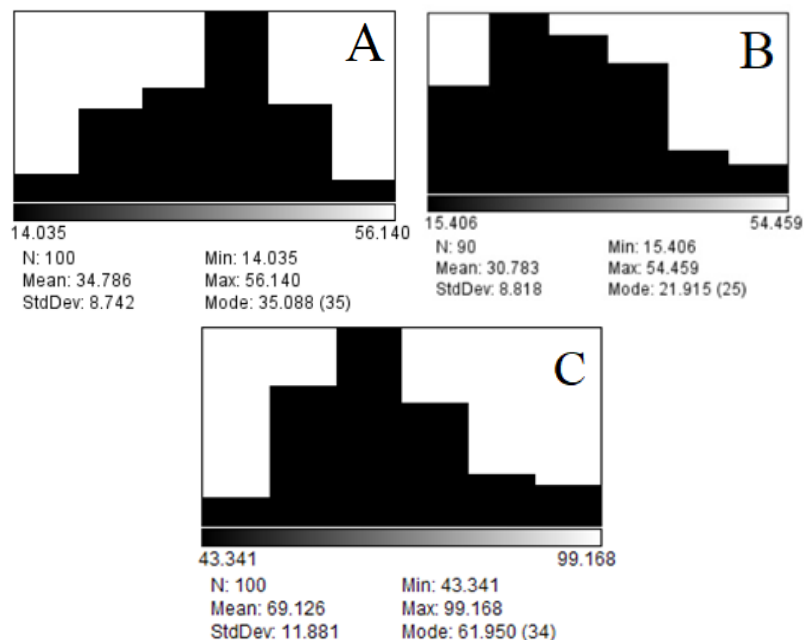 A
14.035 56.140
N: 100 Min: 14.035
Mean: 34.786 Max: 56.140
StdDev: 8.742 Mode: 35.088 (35)
B
15.406 54.459
N: 90 Min: 15.406
Mean: 30.783 Max: 54.459
StdDev: 8.818 Mode: 21.915 (25)
C
43.341 99.168
N: 100 Min: 43.341
Mean: 69.126 Max: 99.168
StdDev: 11.881 Mode: 61.950 (34)